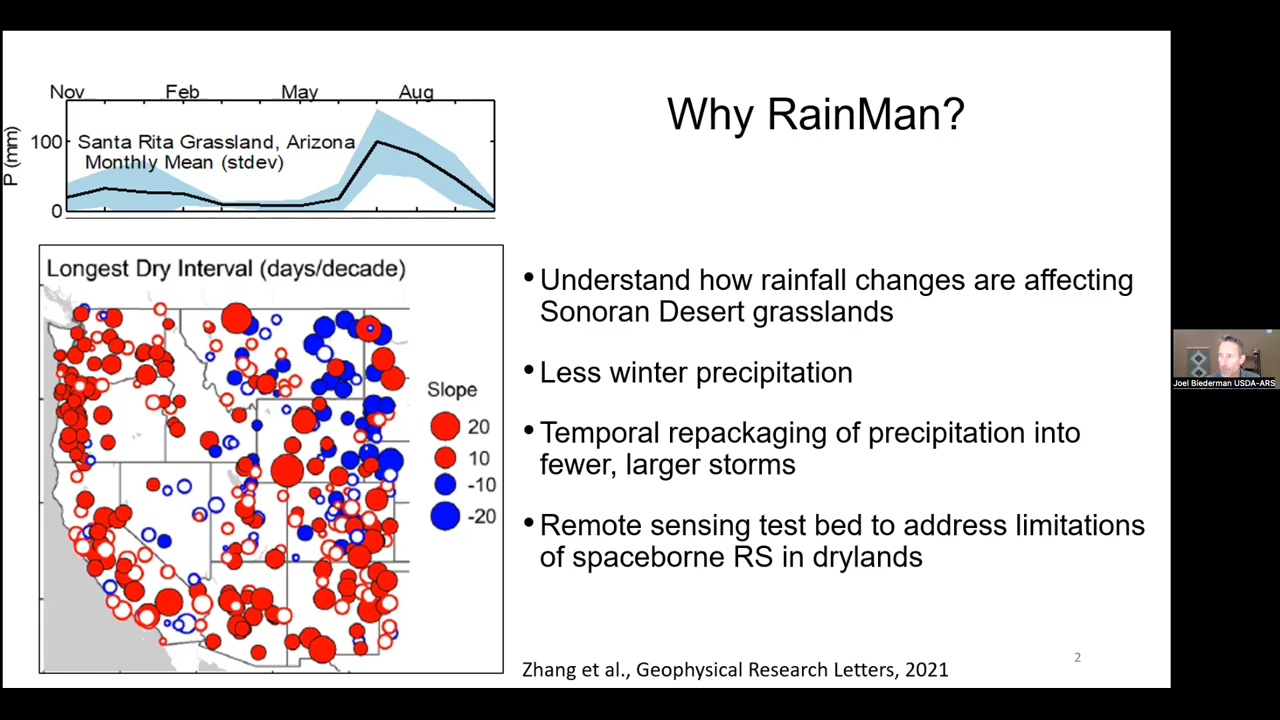 Why RainMan?
Nov Feb May Aug
P (mm)
100
0
Santa Rita Grassland, Arizona
Monthly Mean (stdev)
Longest Dry Interval (days/decade)
Slope
20
10
-10
-20
•Understand how rainfall changes are affecting
Sonoran Desert grasslands
•Less winter precipitation
•Temporal repackaging of precipitation into
fewer, larger storms
•Remote sensing test bed to address limitations
of spaceborne RS in drylands
Zhang et al., Geophysical Research Letters, 2021
2
Joel Biederman USDA-ARS